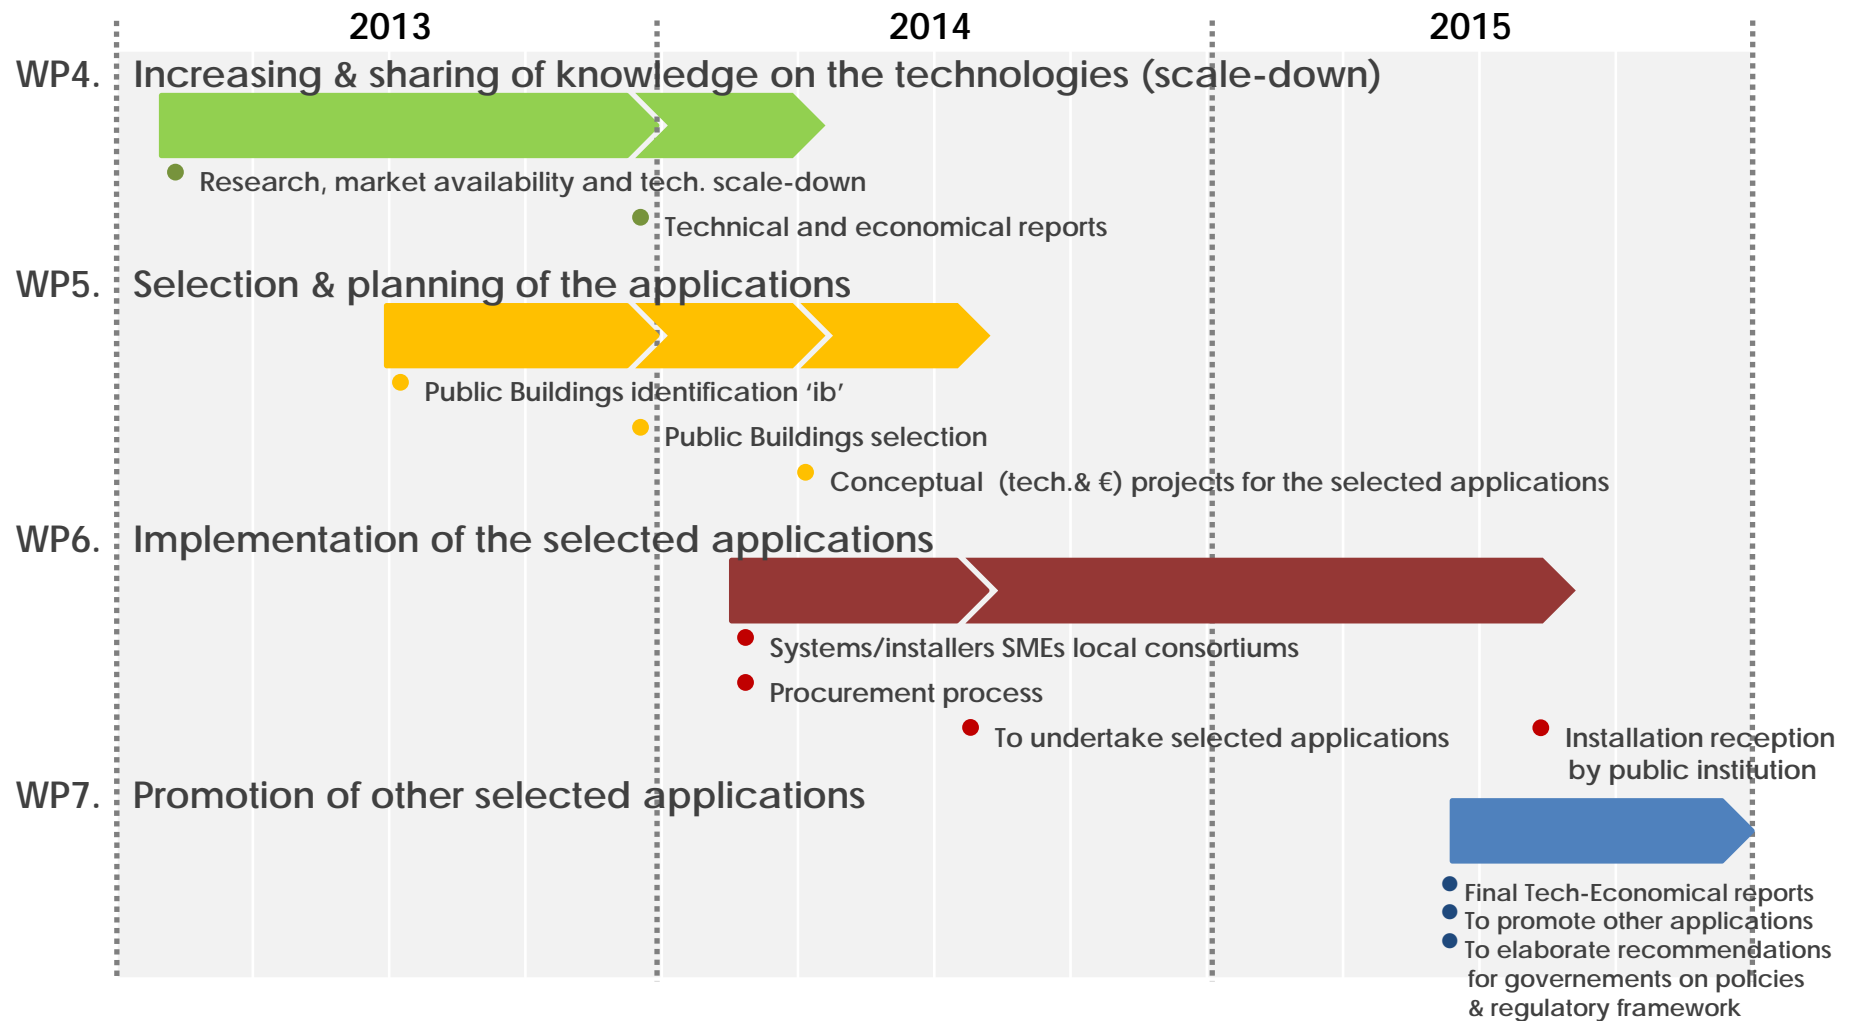 2013 2014 2015
WP4. Increasing & sharing of knowledge on the technologies (scale-down)
Research, market availability and tech. scale-down
Technical and economical reports
WP5. Selection & planning of the applications
Public Buildings identification ‘ib’
Public Buildings selection
Conceptual (tech.& €) projects for the selected applications
WP6. Implementation of the selected applications
Systems/installers SMEs local consortiums
Procurement process
To undertake selected applications
Installation reception
by public institution
WP7. Promotion of other selected applications
Final Tech-Economical reports
To promote other applications
To elaborate recommendations
for governements on policies
& regulatory framework